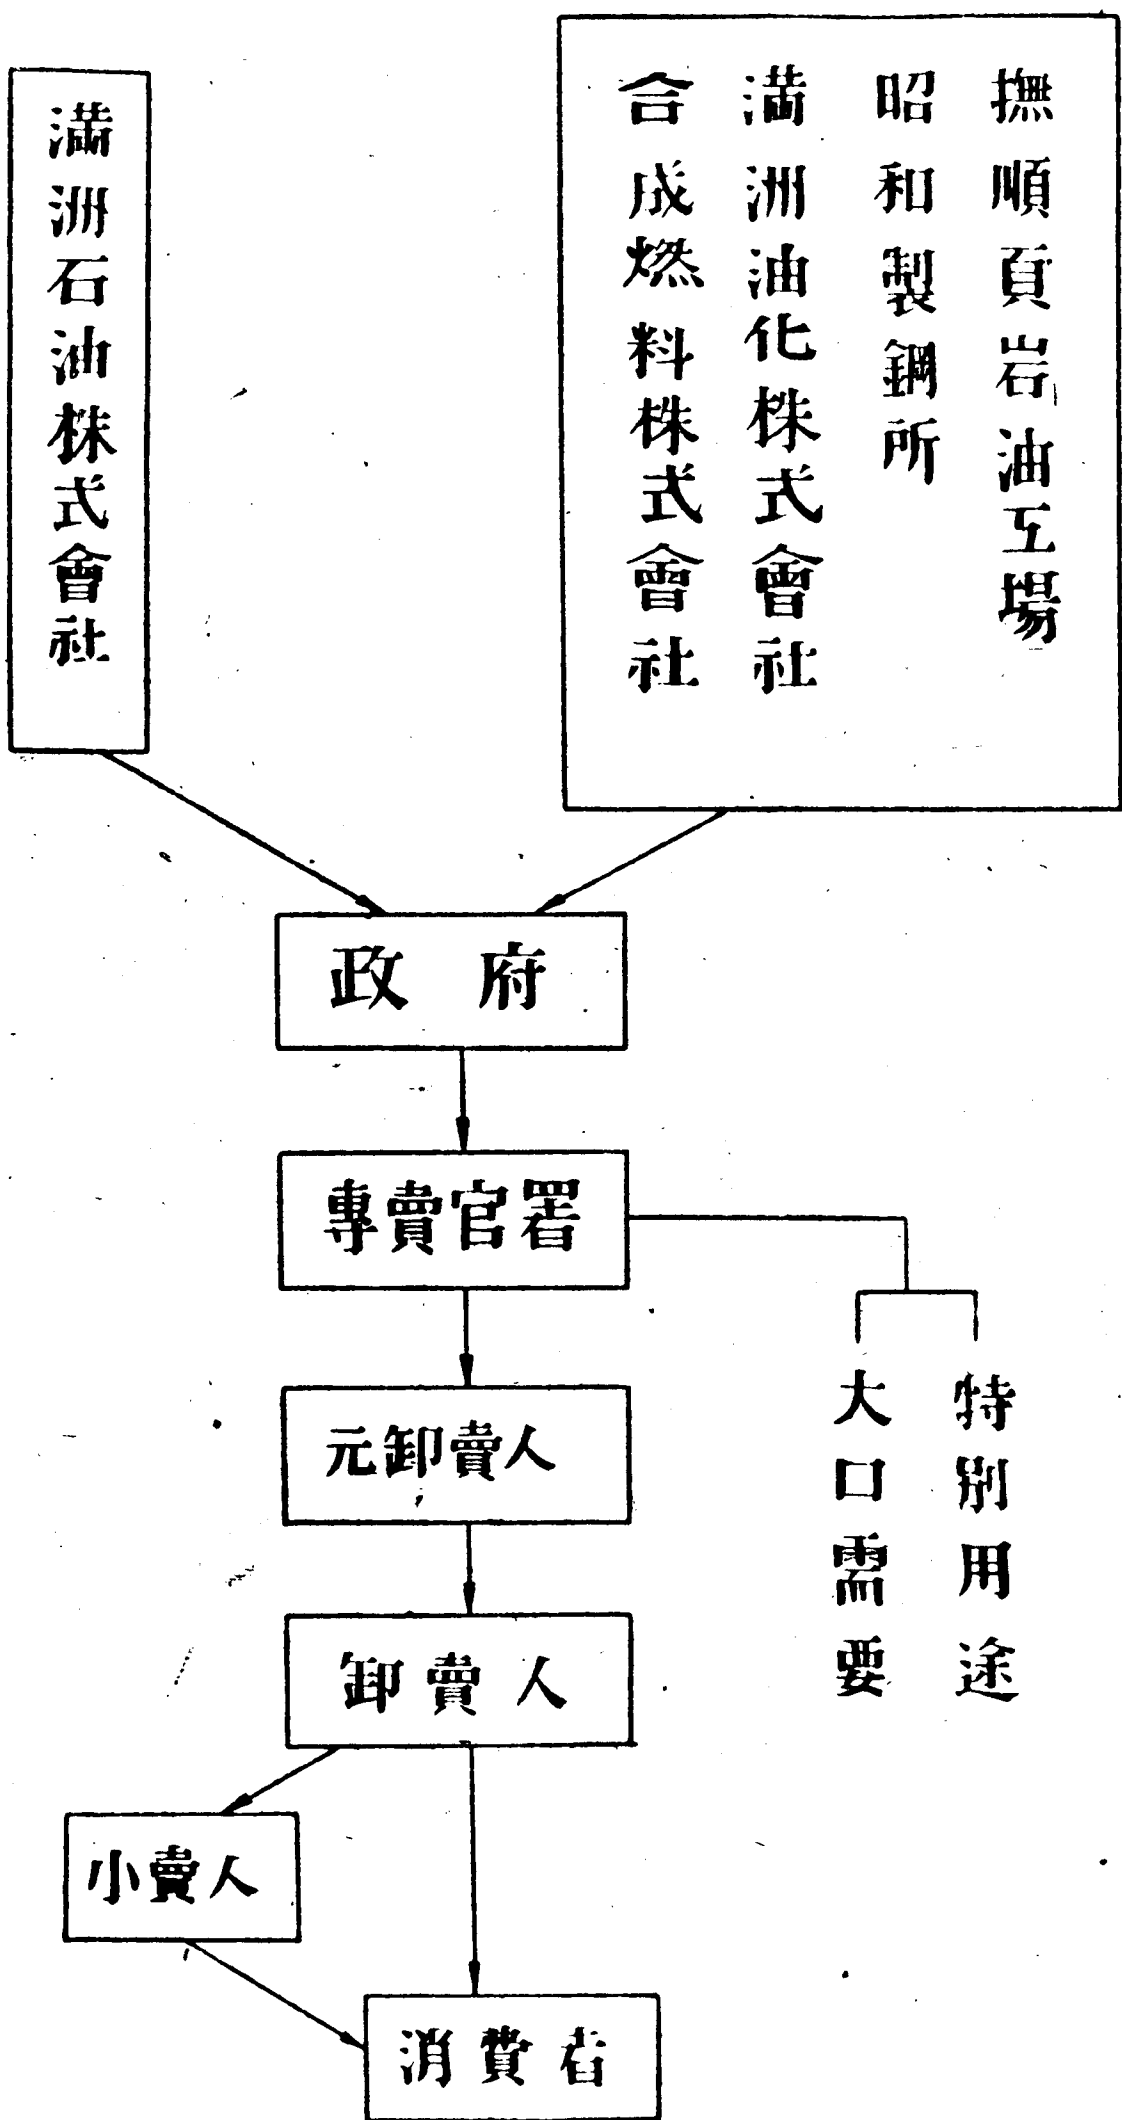 撫順頁岩油工場
昭和製鋼所
満洲油化株式會社
合成燃料株式會社
満洲石油株式會社
政府
專賣官署
特別用途
大口需要
元卸賣人
卸賣人
小賣人
消費者